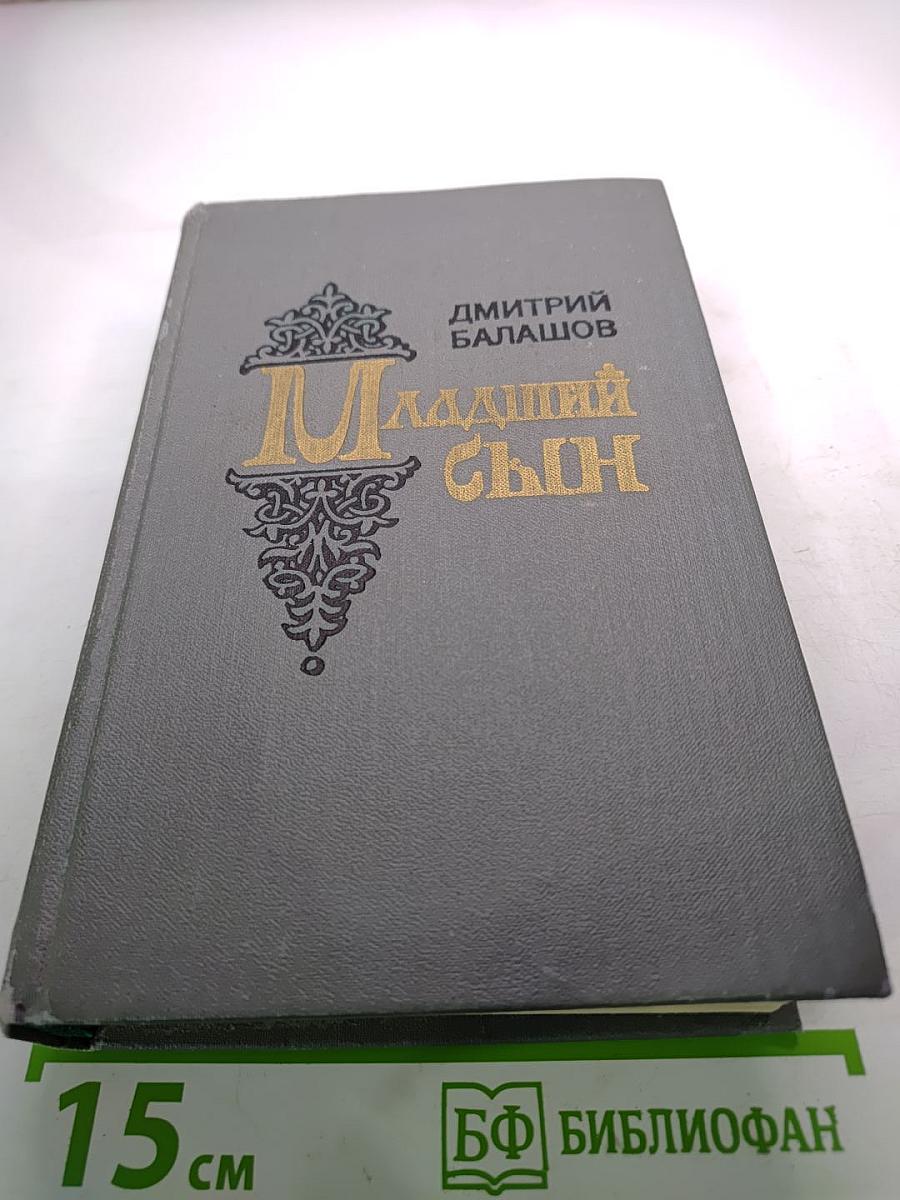 ДМИТРИЙ
БАЛАШОВ
Младший
сын
15 см
БФ БИБЛИОФАН